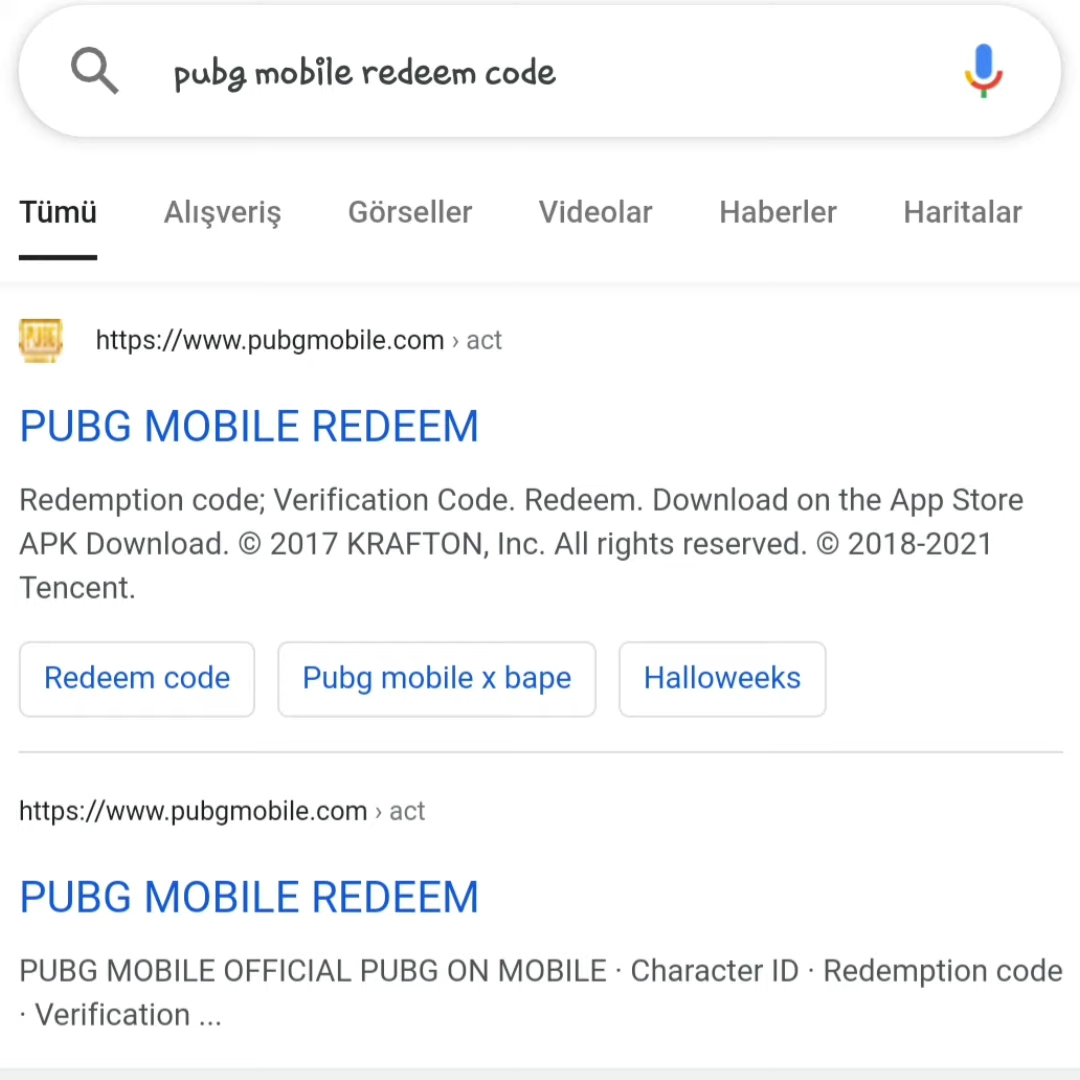 pubg mobile redeem code
Tümü Alışveriş Görseller Videolar Haberler Haritalar
PUBG
https://www.pubgmobile.com › act
PUBG MOBILE REDEEM
Redemption code; Verification Code. Redeem. Download on the App Store
APK Download. © 2017 KRAFTON, Inc. All rights reserved. © 2018-2021
Tencent.
Redeem code Pubg mobile x bape Halloweeks
https://www.pubgmobile.com › act
PUBG MOBILE REDEEM
PUBG MOBILE OFFICIAL PUBG ON MOBILE · Character ID · Redemption code
· Verification ...